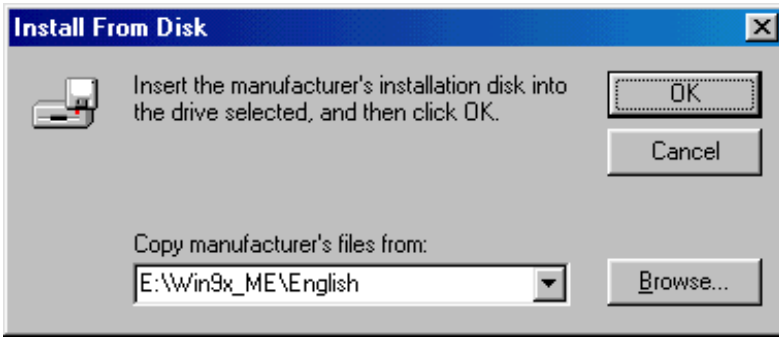 Install From Disk
Insert the manufacturer's installation disk into
the drive selected, and then click OK.
OK
Cancel
Copy manufacturer's files from:
E:\Win9x_ME\English
Browse...